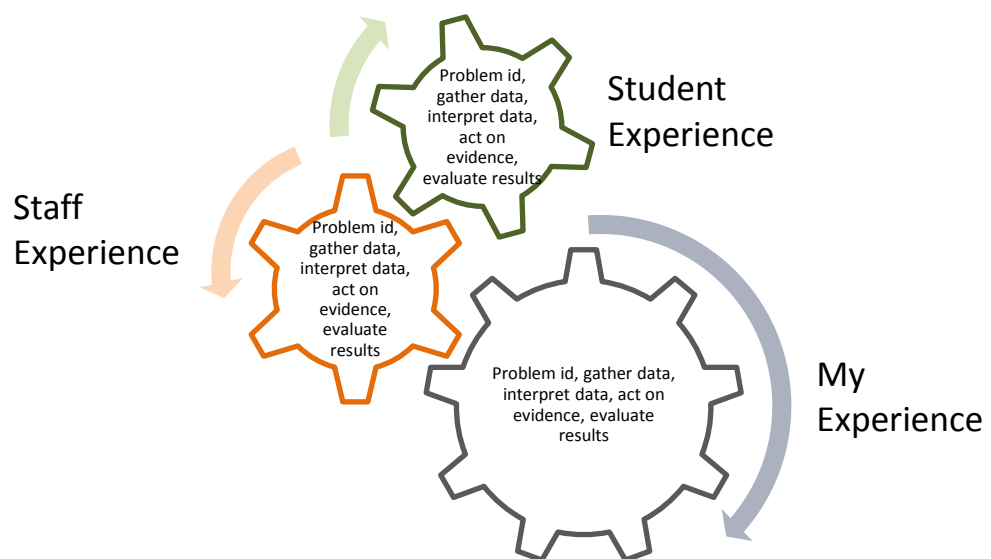 Problem id,
gather data,
interpret data,
act on
evidence,
evaluate results
Student
Experience
Staff
Experience
Problem id,
gather data,
interpret data,
act on
evidence,
evaluate
results
Problem id, gather data,
interpret data, act on
evidence, evaluate
results
My
Experience